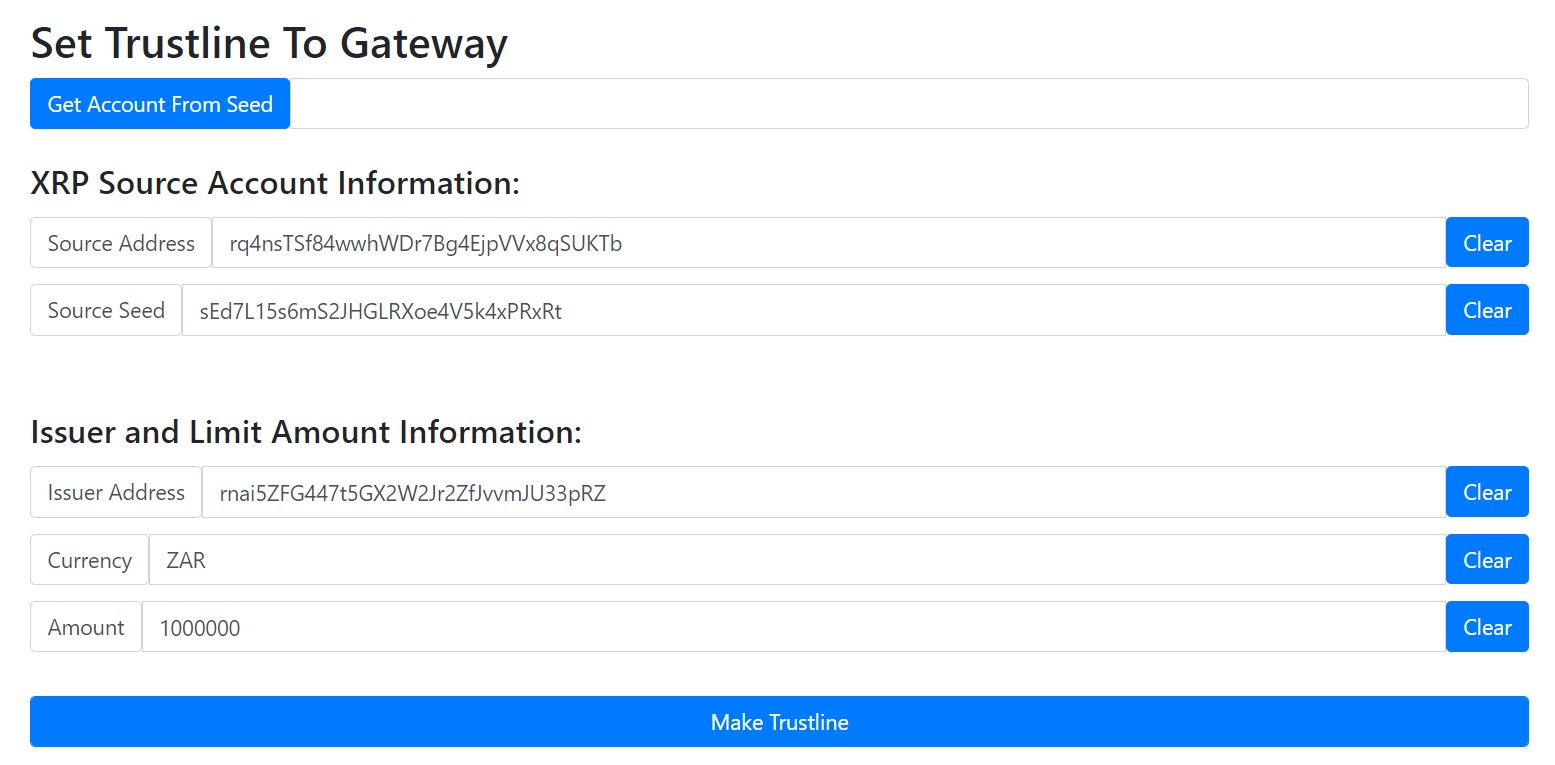 Set Trustline To Gateway
Get Account From Seed
XRP Source Account Information:
Source Address rq4nsTSf84wwhWDr7Bg4EjpVVx8qSUKTb Clear
Source Seed sEd7L15s6mS2JHGLRXoe4V5k4xPRxRt Clear
Issuer and Limit Amount Information:
Issuer Address rnai5ZFG447t5GX2W2Jr2ZfJvvmJU33pRZ Clear
Currency ZAR Clear
Amount 1000000 Clear
Make Trustline